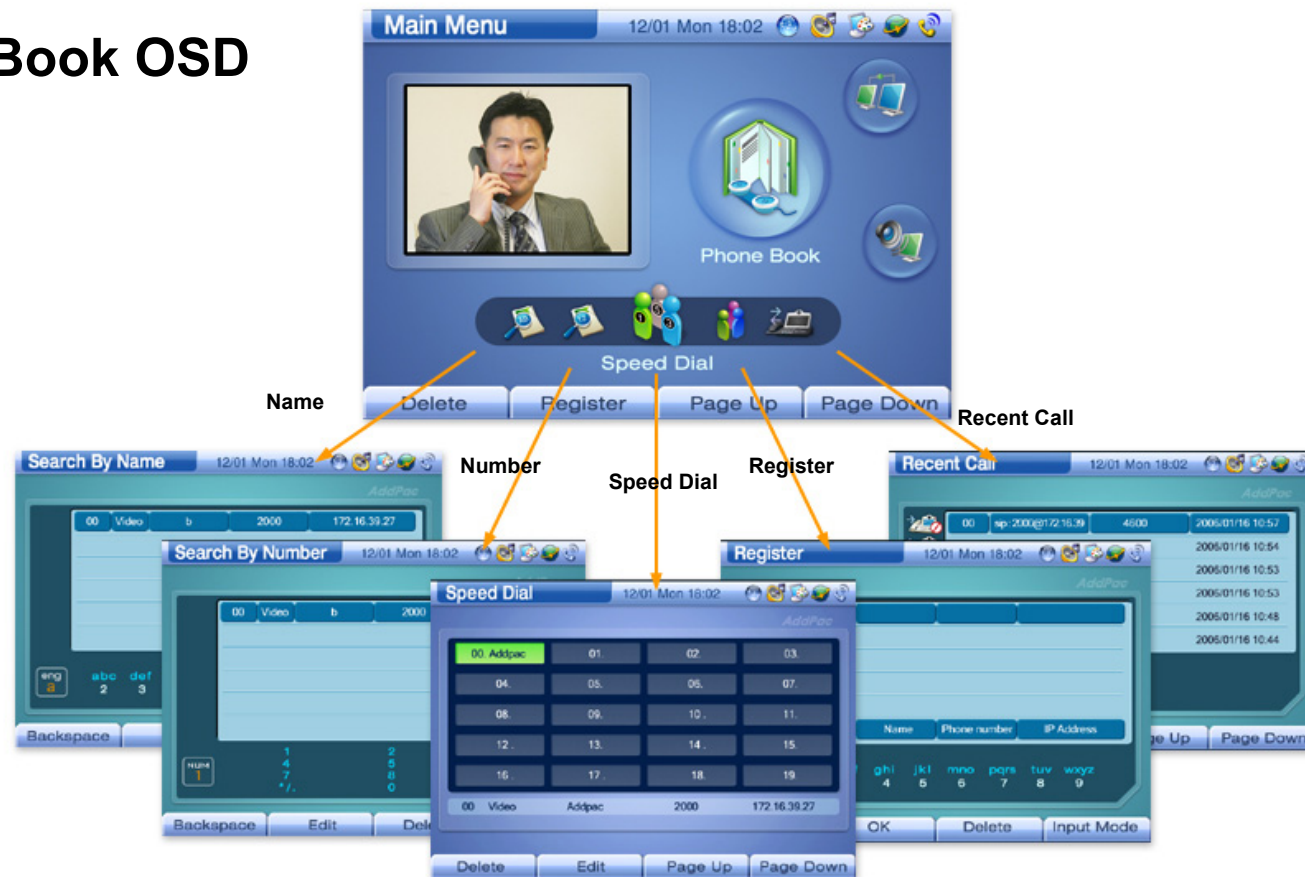 Book OSD
Main Menu 12/01 Mon 18:02
Phone Book
Speed Dial
Delete Register Page Up Page Down
Name
Number
Speed Dial
Register
Recent Call
Search By Name 12/01 Mon 18:02
AddPac
00 Video b 2000 172.16.39.27
eng
a
abc def
2 3
Backspace
Search By Number 12/01 Mon 18:02
00 Video b 2000
NUM
1
1 2
4 5
7 8
*/. 0
Backspace Edit
Speed Dial 12/01 Mon 18:02
AddPac
00. Addpac 01. 02. 03.
04. 05. 06. 07.
08. 09. 10. 11.
12. 13. 14. 15.
16. 17. 18. 19.
00 Video Addpac 2000 172.16.39.27
Delete Edit Page Up Page Down
Register 12/01 Mon 18:02
AddPac
Name Phone number IP Address
ghi jkl mno pqrs tuv wxyz
4 5 6 7 8 9
OK Delete Input Mode
Recent Call 12/01 Mon 18:02
AddPac
00 sip:2000@172.16.39 4600 2006/01/16 10:57
2006/01/16 10:54
2006/01/16 10:53
2006/01/16 10:53
2006/01/16 10:48
2006/01/16 10:44
Up Page Down